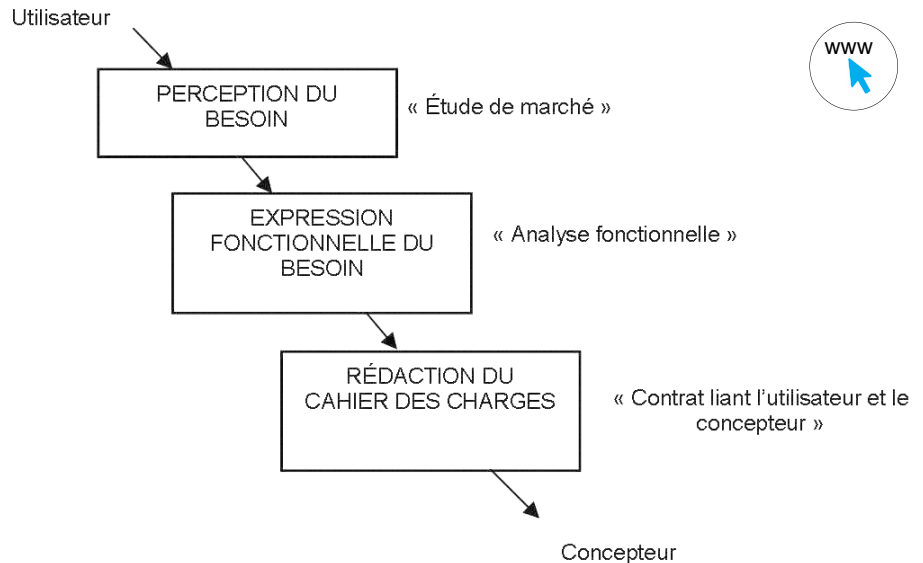 Utilisateur
www
PERCEPTION DU
BESOIN
« Étude de marché »
EXPRESSION
FONCTIONNELLE DU
BESOIN
« Analyse fonctionnelle »
RÉDACTION DU
CAHIER DES CHARGES
« Contrat liant l’utilisateur et le
concepteur »
Concepteur